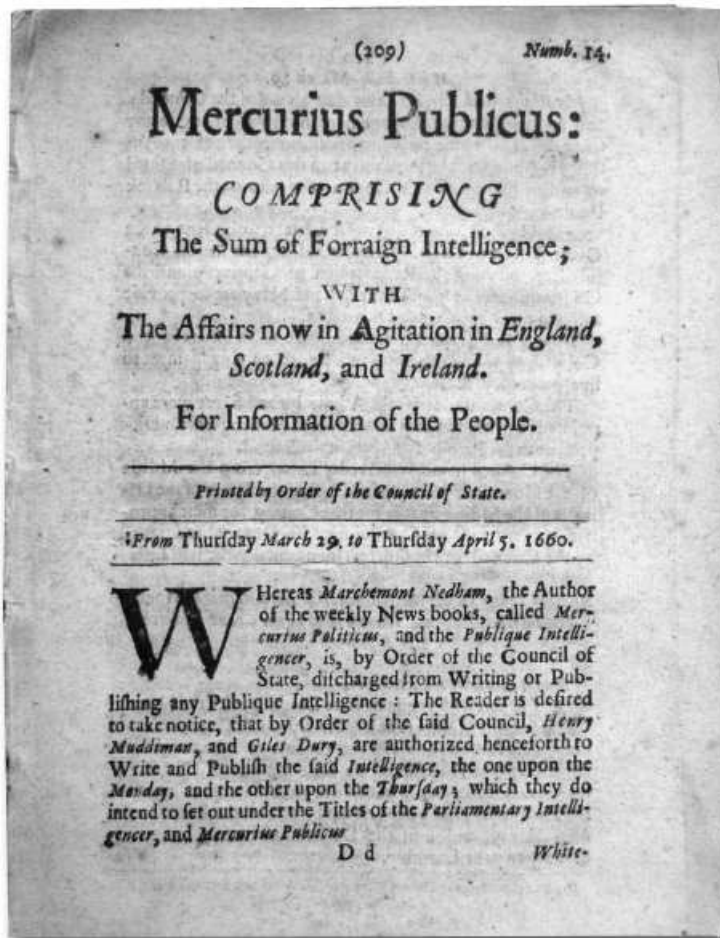 (209) Numb. 14.
Mercurius Publicus:
COMPRISING
The Sum of Forraign Intelligence;
WITH
The Affairs now in Agitation in England,
Scotland, and Ireland.
For Information of the People.
Printed by Order of the Council of State.
From Thurſday March 29. to Thurſday April 5. 1660.
WHereas Marchemont Nedham, the Author
of the weekly News books, called Mer-
curius Politicus, and the Publique Intelli-
gencer, is, by Order of the Council of
State, diſcharged from Writing or Pub-
liſhing any Publique Intelligence : The Reader is deſired
to take notice, that by Order of the ſaid Council, Henry
Muddiman, and Giles Dury, are authorized henceforth to
Write and Publiſh the ſaid Intelligence, the one upon the
Monday, and the other upon the Thurſday; which they do
intend to ſet out under the Titles of the Parliamentary Intelli-
gencer, and Mercurius Publicus
D d White-